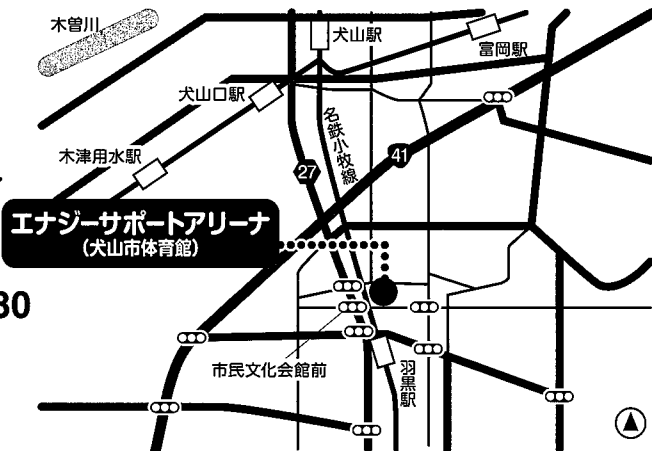 木曽川
犬山駅
富岡駅
犬山口駅
名鉄小牧線
41
木津用水駅
27
エナジーサポートアリーナ
(犬山市体育館)
30
市民文化会館前
羽黒駅